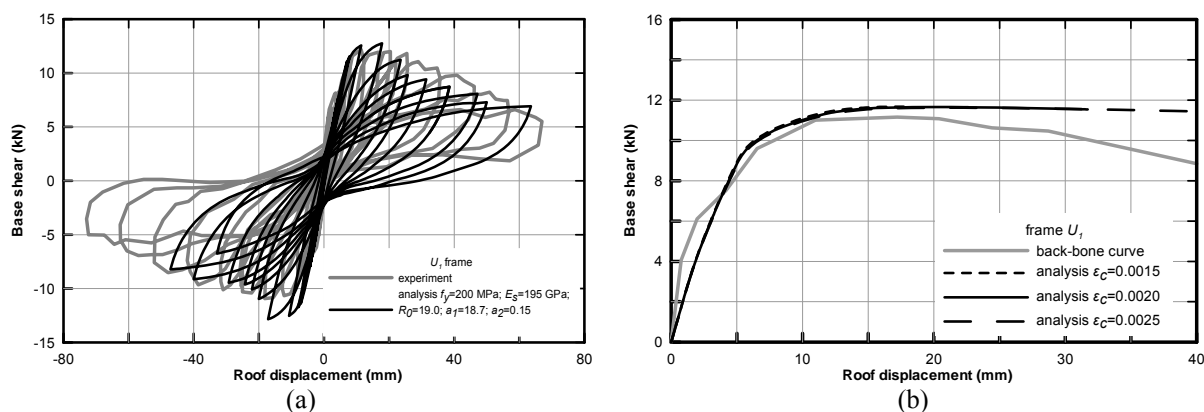 15
10
5
0
-5
-10
-15
Base shear (kN)
U1 frame
experiment
analysis fy=200 MPa; Es=195 GPa;
R0=19.0; a1=18.7; a2=0.15
-80
-40
0
40
80
Roof displacement (mm)
(a)
16
12
8
4
0
Base shear (kN)
frame U1
back-bone curve
analysis εc=0.0015
analysis εc=0.0020
analysis εc=0.0025
0
10
20
30
40
Roof displacement (mm)
(b)